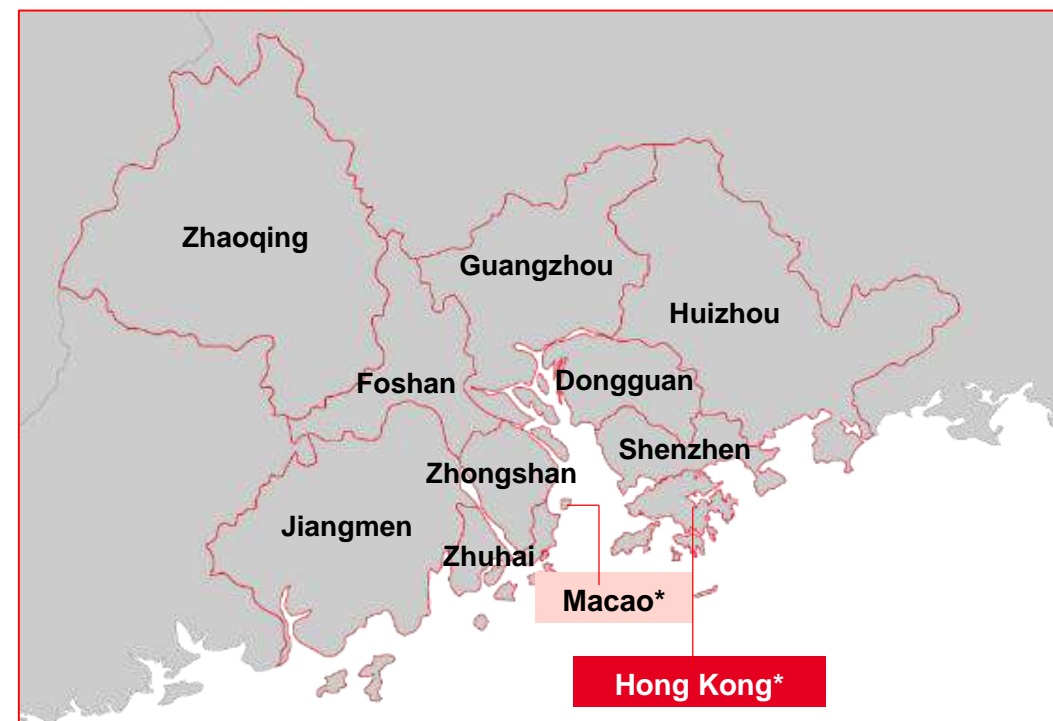 Zhaoqing
Guangzhou
Huizhou
Foshan
Dongguan
Shenzhen
Zhongshan
Jiangmen
Zhuhai
Macao*
Hong Kong*